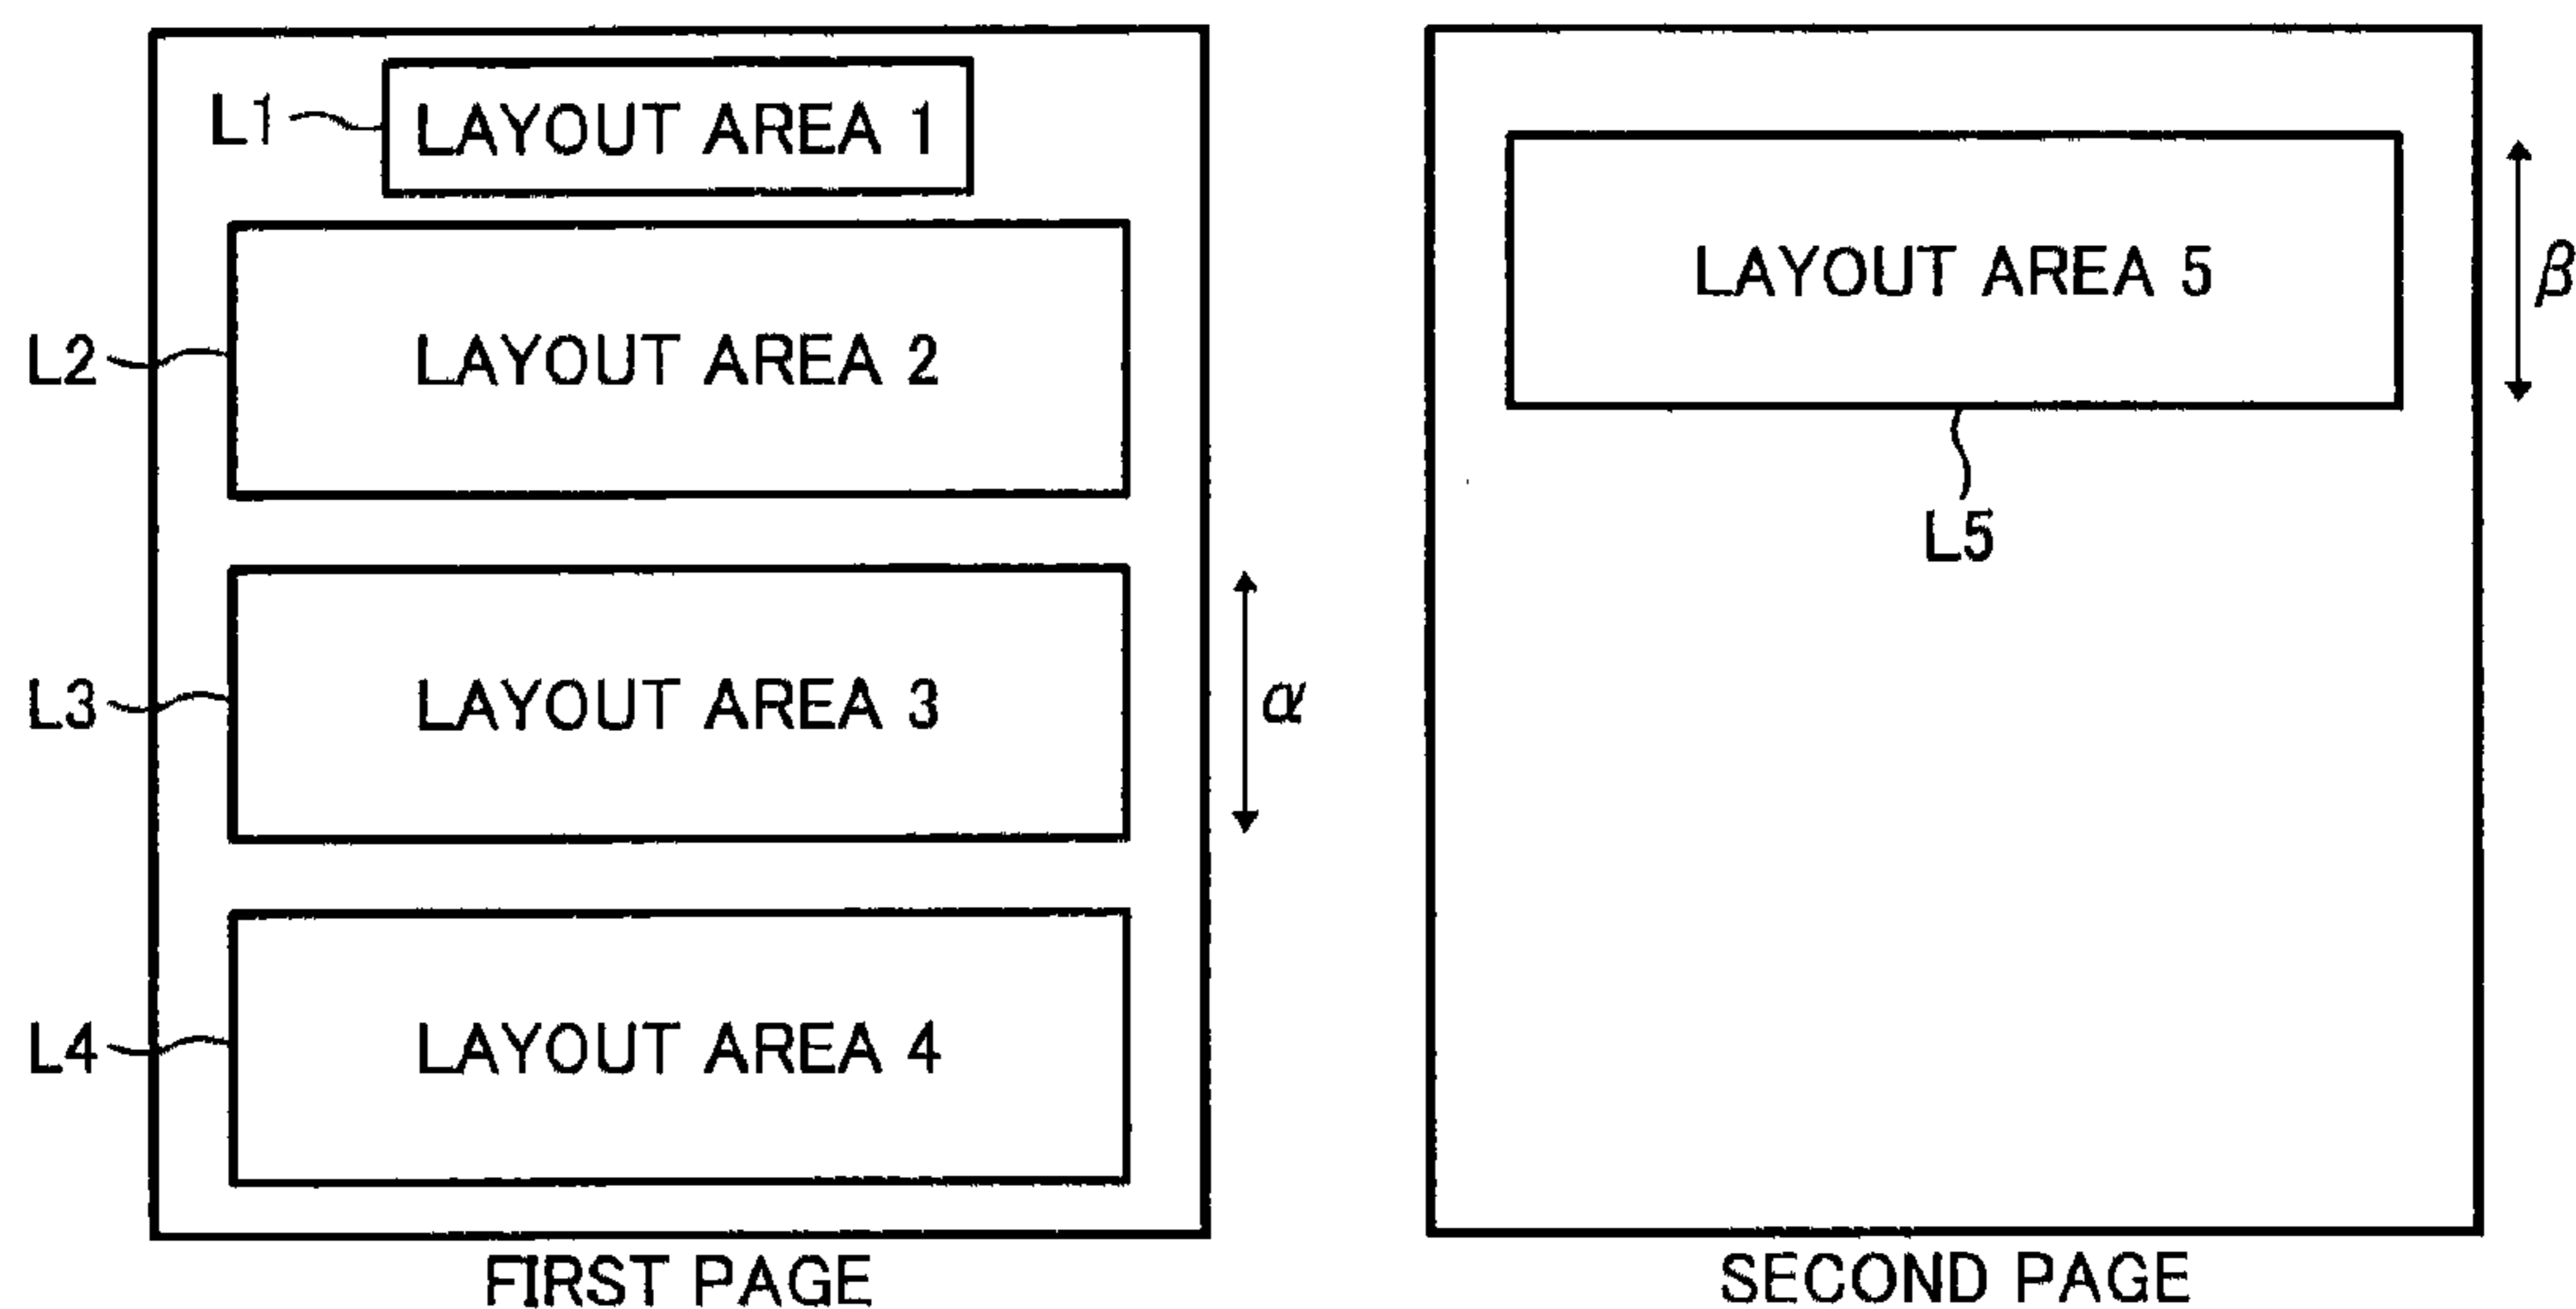 L1 LAYOUT AREA 1
L2 LAYOUT AREA 2
L3 LAYOUT AREA 3 α
L4 LAYOUT AREA 4
FIRST PAGE
LAYOUT AREA 5 β
L5
SECOND PAGE